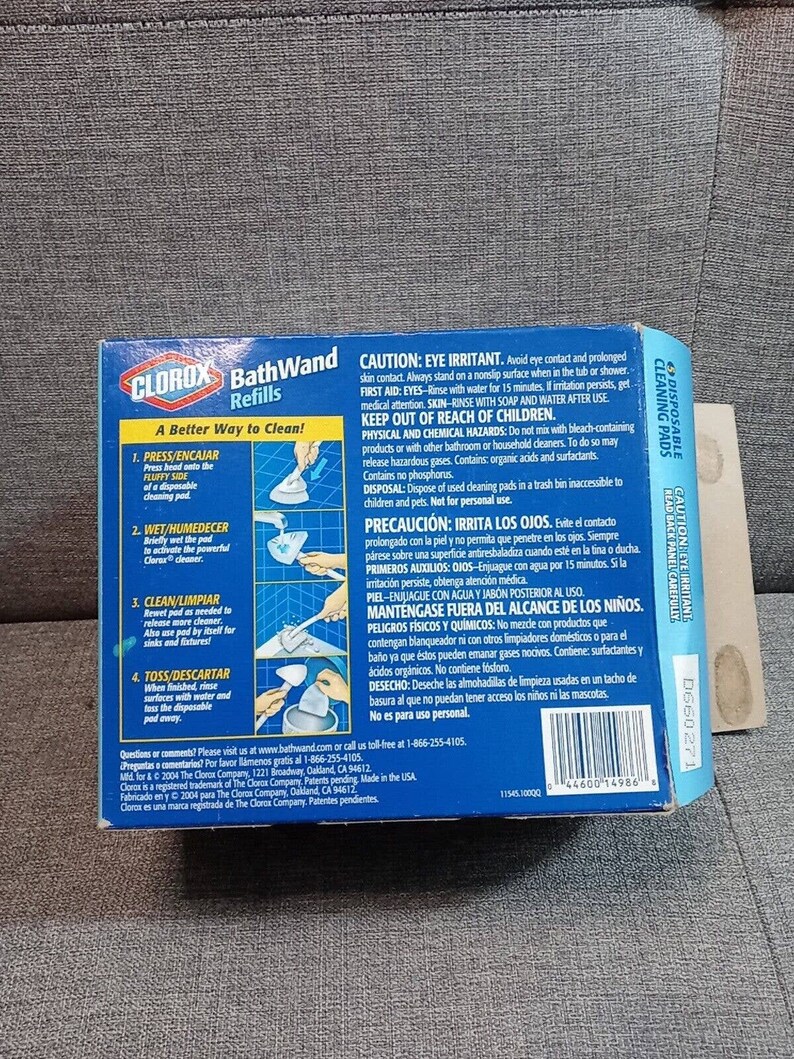 CLOROX
BathWand
Refills
A Better Way to Clean!
1. PRESS/ENCAJAR
Press head onto the
FLUFFY SIDE
of a disposable
cleaning pad.
2. WET/HUMEDECER
Briefly wet the pad
to activate the powerful
Clorox® cleaner.
3. CLEAN/LIMPIAR
Rewet pad as needed to
release more cleaner.
Also use pad by itself for
sinks and fixtures!
4. TOSS/DESCARTAR
When finished, rinse
surfaces with water and
toss the disposable
pad away.
CAUTION: EYE IRRITANT. Avoid eye contact and prolonged
skin contact. Always stand on a nonslip surface when in the tub or shower.
FIRST AID: EYES—Rinse with water for 15 minutes. If irritation persists, get
medical attention. SKIN—RINSE WITH SOAP AND WATER AFTER USE.
KEEP OUT OF REACH OF CHILDREN.
PHYSICAL AND CHEMICAL HAZARDS: Do not mix with bleach-containing
products or with other bathroom or household cleaners. To do so may
release hazardous gases. Contains: organic acids and surfactants.
Contains no phosphorus.
DISPOSAL: Dispose of used cleaning pads in a trash bin inaccessible to
children and pets. Not for personal use.
PRECAUCIÓN: IRRITA LOS OJOS. Evite el contacto
prolongado con la piel y no permita que penetre en los ojos. Siempre
párese sobre una superficie antiresbaladiza cuando esté en la tina o ducha.
PRIMEROS AUXILIOS: OJOS—Enjuague con agua por 15 minutos. Si la
irritación persiste, obtenga atención médica.
PIEL—ENJUAGUE CON AGUA Y JABÓN POSTERIOR AL USO.
MANTÉNGASE FUERA DEL ALCANCE DE LOS NIÑOS.
PELIGROS FÍSICOS Y QUÍMICOS: No mezcle con productos que
contengan blanqueador ni con otros limpiadores domésticos o para el
baño ya que éstos pueden emanar gases nocivos. Contiene: surfactantes y
ácidos orgánicos. No contiene fósforo.
DESECHO: Deseche las almohadillas de limpieza usadas en un tacho de
basura al que no puedan tener acceso los niños ni las mascotas.
No es para uso personal.
Questions or comments? Please visit us at www.bathwand.com or call us toll-free at 1-866-255-4105.
¿Preguntas o comentarios? Por favor llámenos gratis al 1-866-255-4105.
Mfd. for & © 2004 The Clorox Company, 1221 Broadway, Oakland, CA 94612.
Clorox is a registered trademark of The Clorox Company. Patents pending. Made in the USA.
Fabricado en y © 2004 para The Clorox Company, Oakland, CA 94612.
Clorox es una marca registrada de The Clorox Company. Patentes pendientes.
11545.100QQ
0 44600 14986 8
6 DISPOSABLE
CLEANING PADS
CAUTION: EYE IRRITANT.
READ BACK PANEL CAREFULLY.
D660271